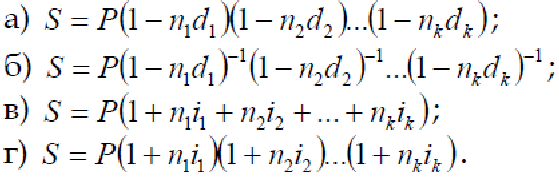 а) S = P(1 − n₁d₁)(1 − n₂d₂)...(1 − nₖdₖ);
б) S = P(1 − n₁d₁)⁻¹(1 − n₂d₂)⁻¹...(1 − nₖdₖ)⁻¹;
в) S = P(1 + n₁i₁ + n₂i₂ + ... + nₖiₖ);
г) S = P(1 + n₁i₁)(1 + n₂i₂)...(1 + nₖiₖ).